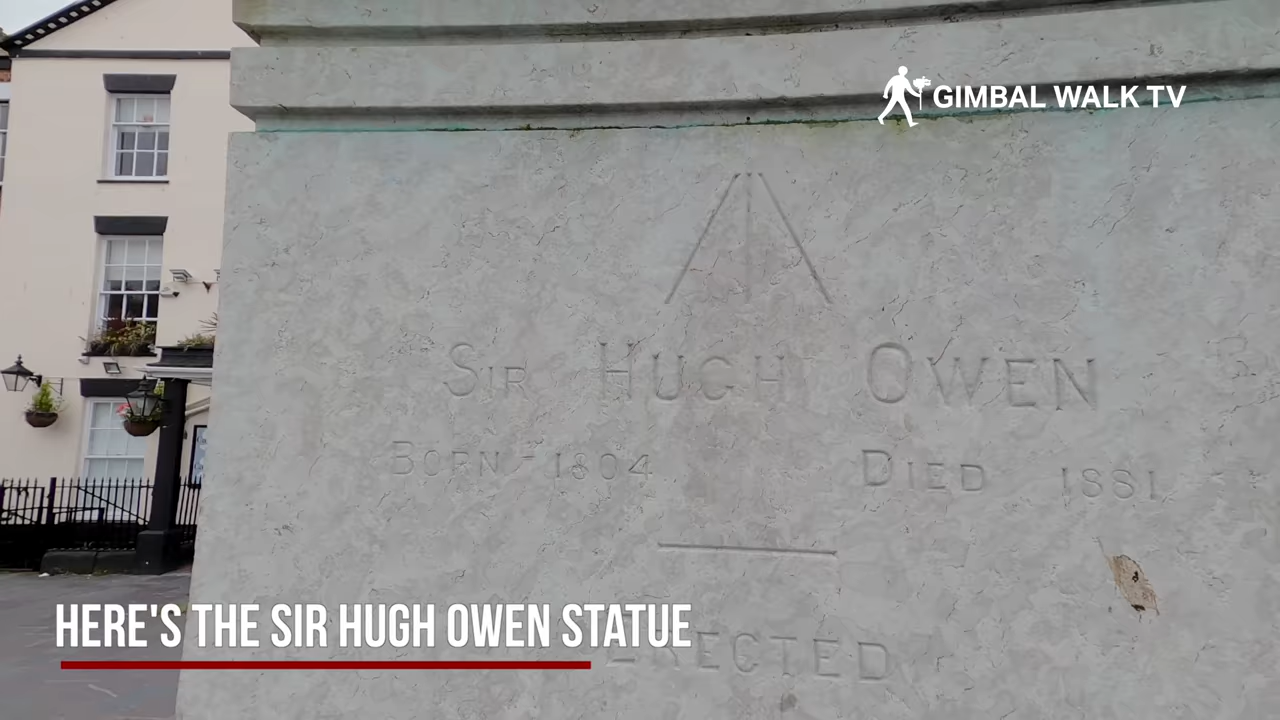 GIMBAL WALK TV
SIR HUGH OWEN
BORN - 1804 DIED 1881
ERECTED
HERE'S THE SIR HUGH OWEN STATUE